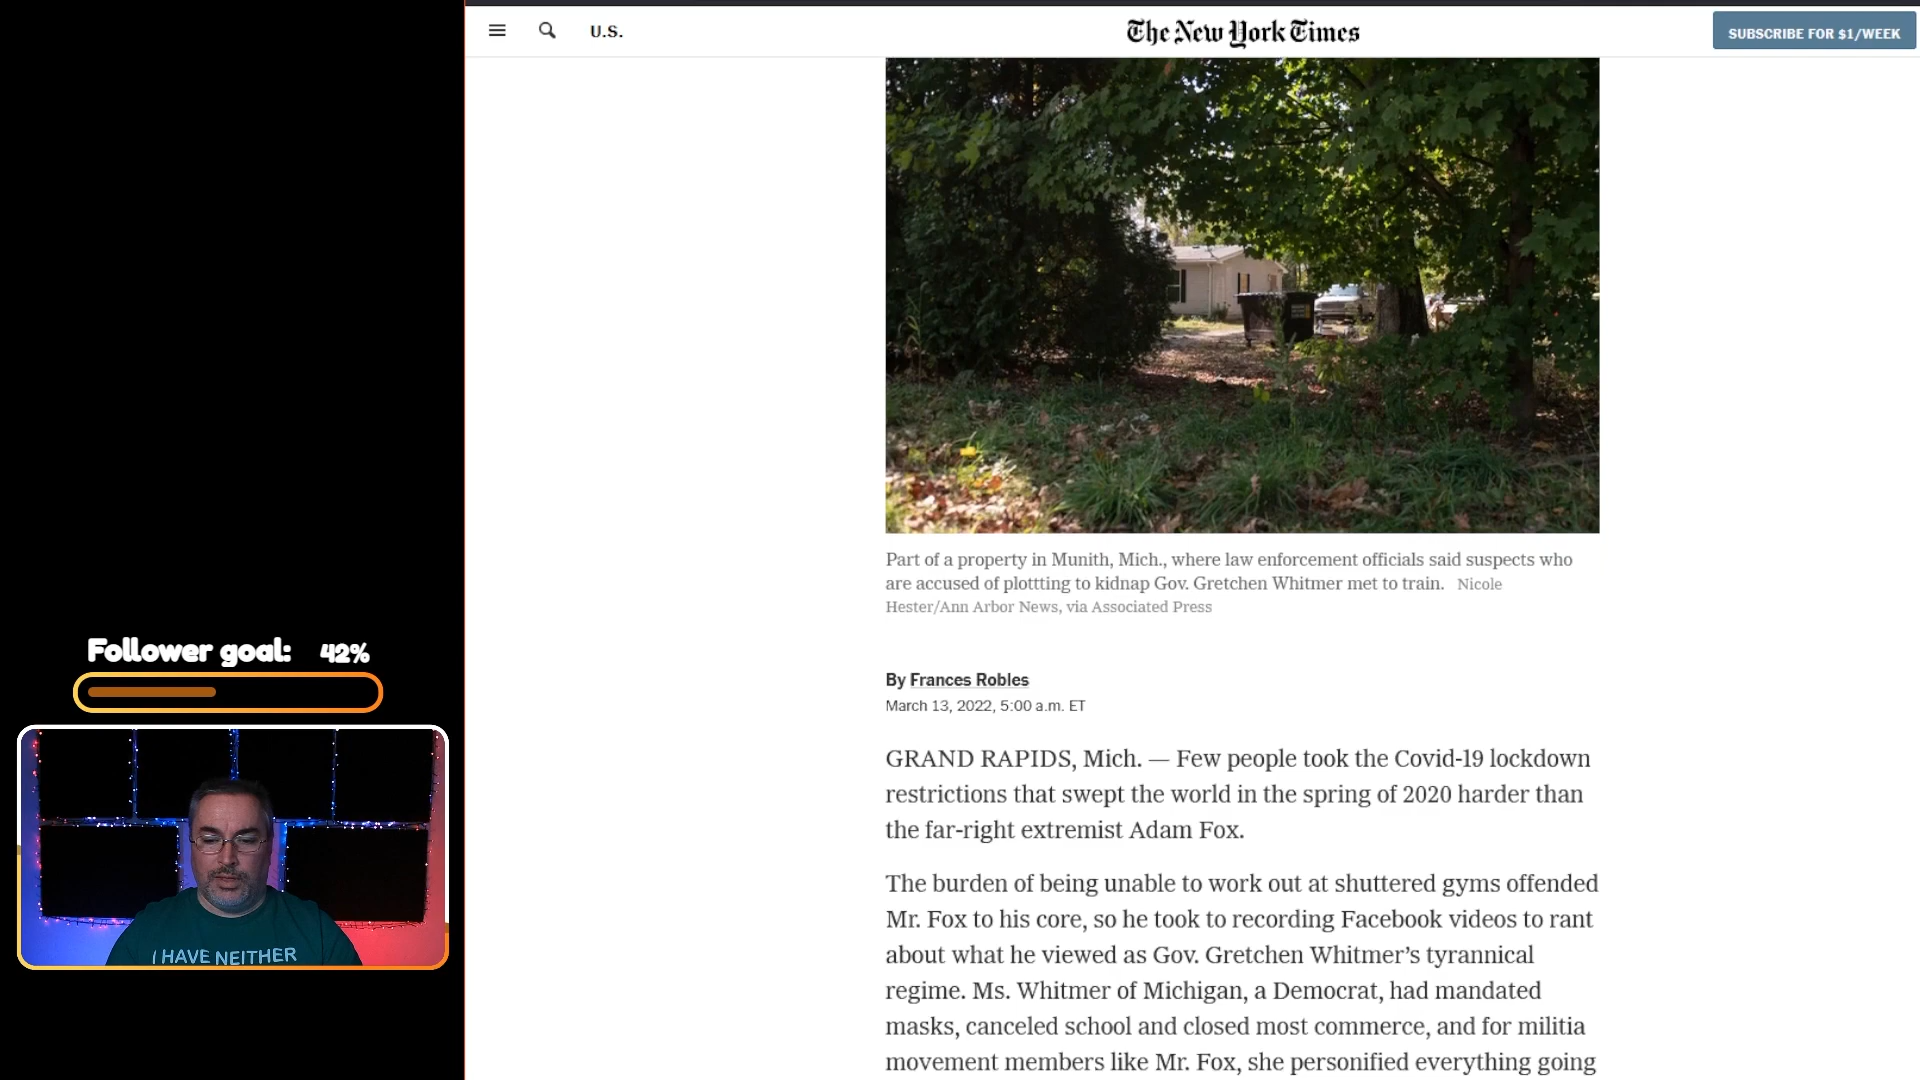 U.S.
The New York Times
SUBSCRIBE FOR $1/WEEK
Part of a property in Munith, Mich., where law enforcement officials said suspects who
are accused of plottting to kidnap Gov. Gretchen Whitmer met to train. Nicole
Hester/Ann Arbor News, via Associated Press
By Frances Robles
March 13, 2022, 5:00 a.m. ET
GRAND RAPIDS, Mich. — Few people took the Covid-19 lockdown
restrictions that swept the world in the spring of 2020 harder than
the far-right extremist Adam Fox.
The burden of being unable to work out at shuttered gyms offended
Mr. Fox to his core, so he took to recording Facebook videos to rant
about what he viewed as Gov. Gretchen Whitmer’s tyrannical
regime. Ms. Whitmer of Michigan, a Democrat, had mandated
masks, canceled school and closed most commerce, and for militia
movement members like Mr. Fox, she personified everything going
Follower goal: 42%
I HAVE NEITHER